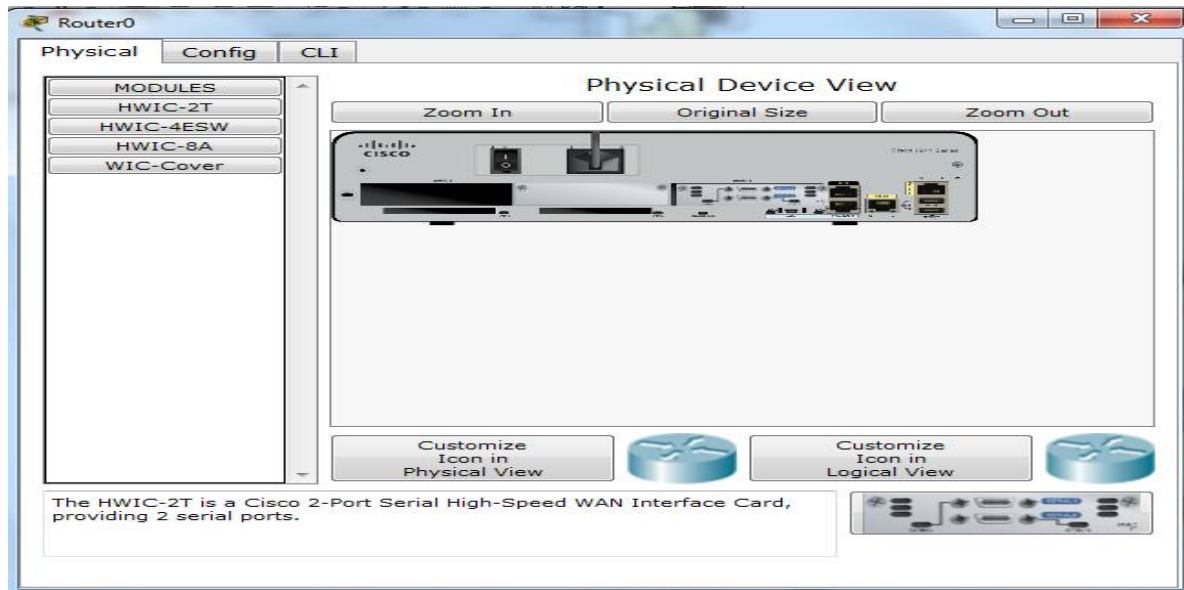 Router0
Physical
Config
CLI
MODULES
HWIC-2T
HWIC-4ESW
HWIC-8A
WIC-Cover
Physical Device View
Zoom In
Original Size
Zoom Out
CISCO
Customize
Icon in
Physical View
Customize
Icon in
Logical View
The HWIC-2T is a Cisco 2-Port Serial High-Speed WAN Interface Card,
providing 2 serial ports.